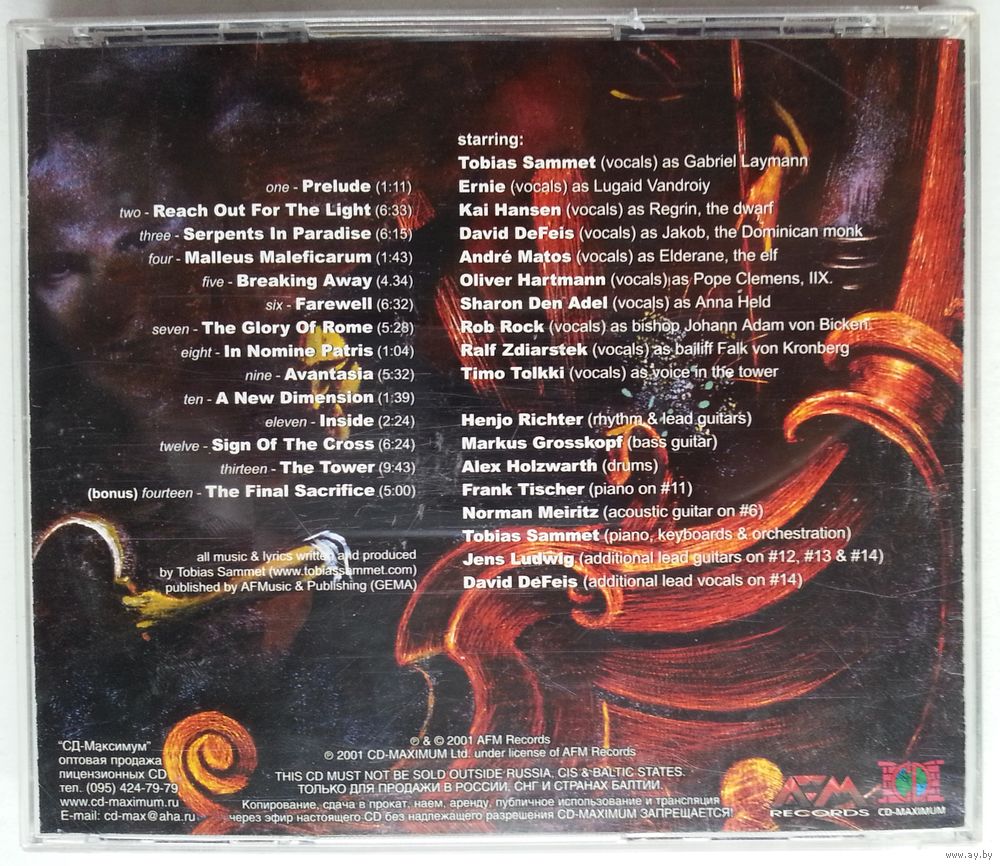 one - Prelude (1:11)
two - Reach Out For The Light (6:33)
three - Serpents In Paradise (6:15)
four - Malleus Maleficarum (1:43)
five - Breaking Away (4.34)
six - Farewell (6:32)
seven - The Glory Of Rome (5:28)
eight - In Nomine Patris (1:04)
nine - Avantasia (5:32)
ten - A New Dimension (1:39)
eleven - Inside (2:24)
twelve - Sign Of The Cross (6:24)
thirteen - The Tower (9:43)
(bonus) fourteen - The Final Sacrifice (5:00)
all music & lyrics written and produced
by Tobias Sammet (www.tobiassammet.com)
published by AFMusic & Publishing (GEMA)
starring:
Tobias Sammet (vocals) as Gabriel Laymann
Ernie (vocals) as Lugaid Vandroiy
Kai Hansen (vocals) as Regrin, the dwarf
David DeFeis (vocals) as Jakob, the Dominican monk
André Matos (vocals) as Elderane, the elf
Oliver Hartmann (vocals) as Pope Clemens, IIX.
Sharon Den Adel (vocals) as Anna Held
Rob Rock (vocals) as bishop Johann Adam von Bicken
Ralf Zdiarstek (vocals) as bailiff Falk von Kronberg
Timo Tolkki (vocals) as voice in the tower
Henjo Richter (rhythm & lead guitars)
Markus Grosskopf (bass guitar)
Alex Holzwarth (drums)
Frank Tischer (piano on #11)
Norman Meiritz (acoustic guitar on #6)
Tobias Sammet (piano, keyboards & orchestration)
Jens Ludwig (additional lead guitars on #12, #13 & #14)
David DeFeis (additional lead vocals on #14)
"СД-Максимум"
оптовая продажа
лицензионных CD
тел. (095) 424-79-79
www.cd-maximum.ru
E-mail: cd-max@aha.ru
℗ & © 2001 AFM Records
℗ 2001 CD-MAXIMUM Ltd. under license of AFM Records
THIS CD MUST NOT BE SOLD OUTSIDE RUSSIA, CIS & BALTIC STATES.
ТОЛЬКО ДЛЯ ПРОДАЖИ В РОССИИ, СНГ И СТРАНАХ БАЛТИИ.
Копирование, сдача в прокат, наем, аренду, публичное использование и трансляция
через эфир настоящего CD без надлежащего разрешения CD-MAXIMUM ЗАПРЕЩАЕТСЯ!
AFM
RECORDS
CD-MAXIMUM
www.ay.by